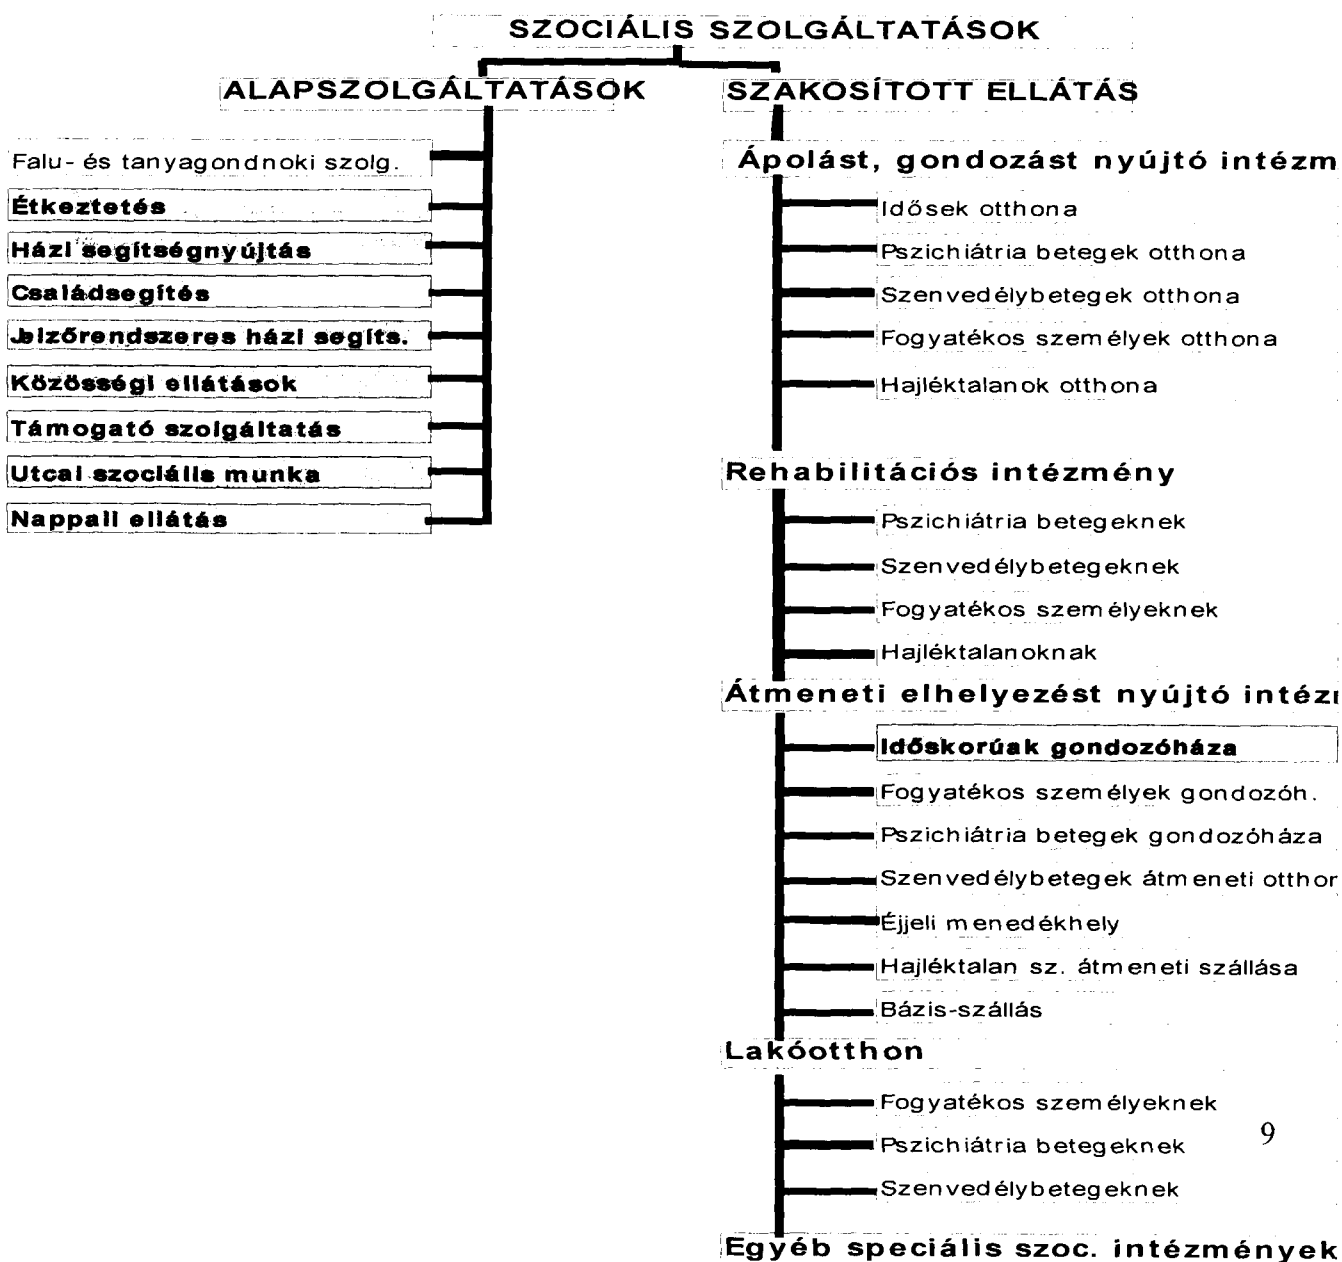 SZOCIÁLIS SZOLGÁLTATÁSOK
ALAPSZOLGÁLTATÁSOK
Falu- és tanyagondnoki szolg.
Étkeztetés
Házi segítségnyújtás
Családsegítés
Jelzőrendszeres házi segíts.
Közösségi ellátások
Támogató szolgáltatás
Utcai szociális munka
Nappali ellátás
SZAKOSÍTOTT ELLÁTÁS
Ápolást, gondozást nyújtó intézm
Idősek otthona
Pszichiátria betegek otthona
Szenvedélybetegek otthona
Fogyatékos személyek otthona
Hajléktalanok otthona
Rehabilitációs intézmény
Pszichiátria betegeknek
Szenvedélybetegeknek
Fogyatékos személyeknek
Hajléktalanoknak
Átmeneti elhelyezést nyújtó intézı
Időskorúak gondozóháza
Fogyatékos személyek gondozóh.
Pszichiátria betegek gondozóháza
Szenvedélybetegek átmeneti otthor
Éjjeli menedékhely
Hajléktalan sz. átmeneti szállása
Bázis-szállás
Lakóotthon
Fogyatékos személyeknek
Pszichiátria betegeknek
Szenvedélybetegeknek
Egyéb speciális szoc. intézmények
9